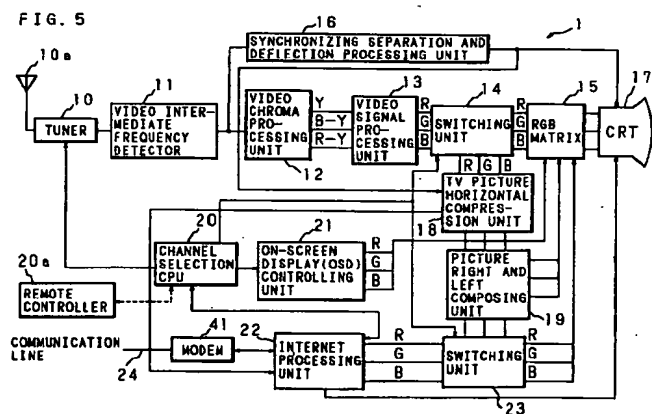 FIG. 5
16
SYNCHRONIZING SEPARATION AND
DEFLECTION PROCESSING UNIT
1
10a
11
13
14
15
17
10
TUNER
VIDEO INTER-
MEDIATE
FREQUENCY
DETECTOR
VIDEO
CHROMA
PRO-
CESSING
UNIT
12
Y
B-Y
R-Y
VIDEO
SIGNAL PRO-
CESSING
UNIT
R
G
B
SWITCHING
UNIT
R
G
B
RGB
MATRIX
CRT
R G B
TV PICTURE
HORIZONTAL
COMPRES-
SION UNIT
18
20
21
20a
CHANNEL
SELECTION
CPU
ON-SCREEN
DISPLAY(OSD)
CONTROLLING
UNIT
R
G
B
PICTURE
RIGHT AND
LEFT
COMPOSING
UNIT
19
REMOTE
CONTROLLER
41
22
COMMUNICATION
LINE
24
MODEM
INTERNET
PROCESSING
UNIT
R
G
B
SWITCHING
UNIT
R
G
B
23